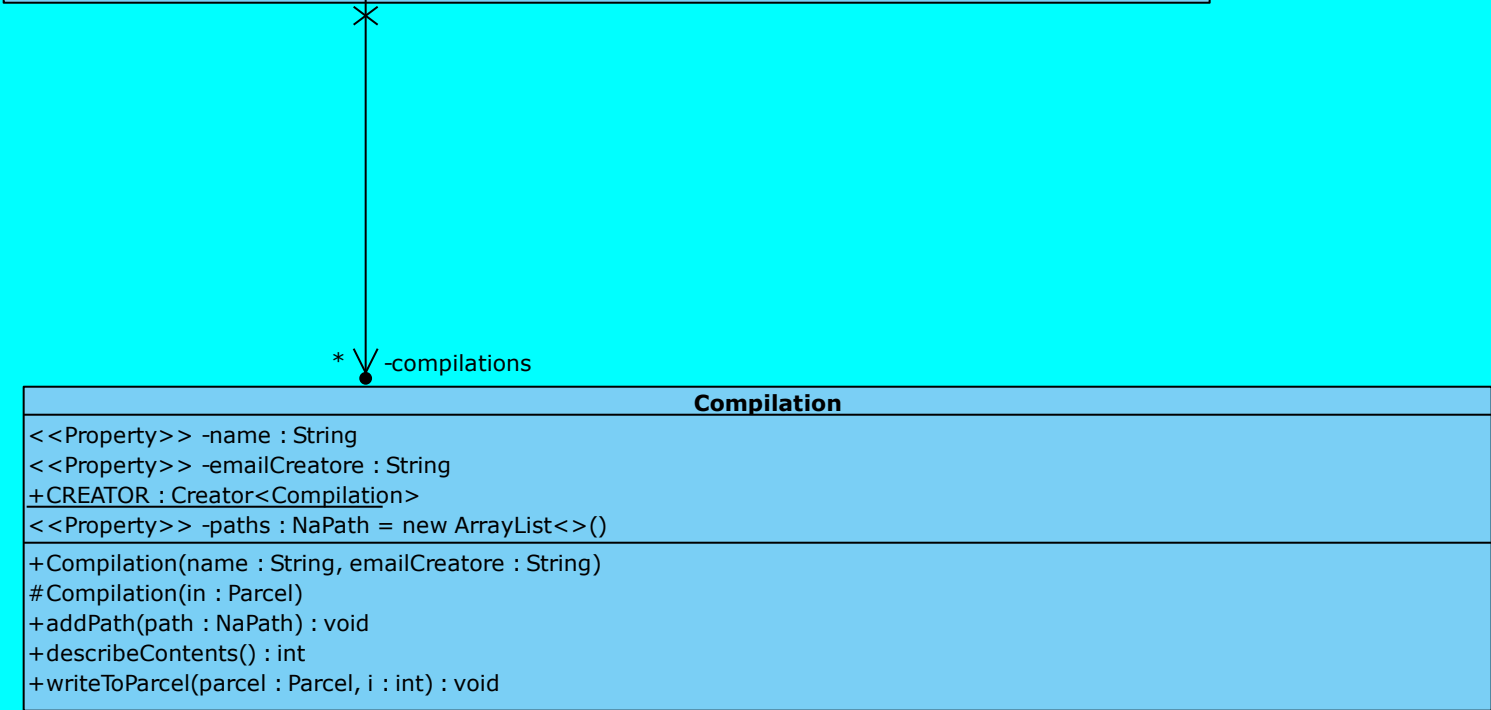 * -compilations
Compilation
<<Property>> -name : String
<<Property>> -emailCreatore : String
+CREATOR : Creator<Compilation>
<<Property>> -paths : NaPath = new ArrayList<>()
+Compilation(name : String, emailCreatore : String)
#Compilation(in : Parcel)
+addPath(path : NaPath) : void
+describeContents() : int
+writeToParcel(parcel : Parcel, i : int) : void